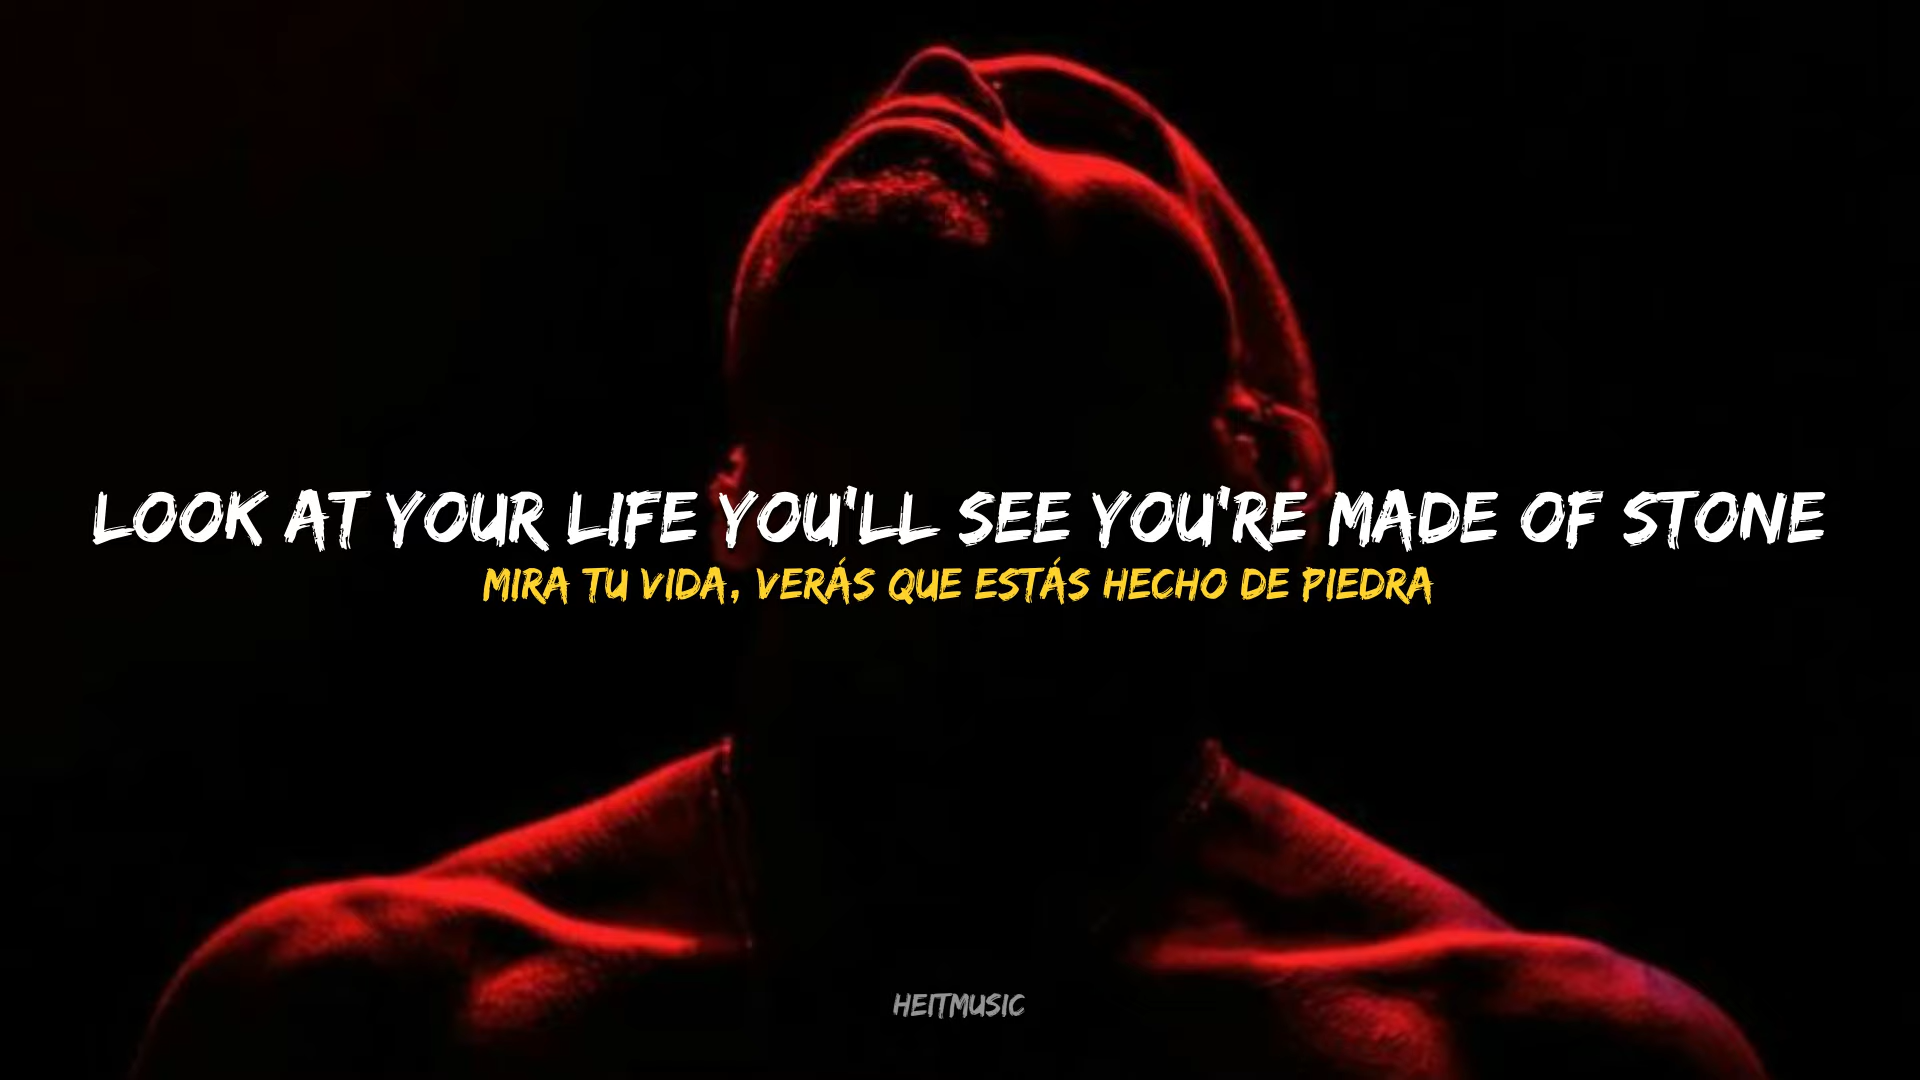 LOOK AT YOUR LIFE YOU'LL SEE YOU'RE MADE OF STONE
MIRA TU VIDA, VERÁS QUE ESTÁS HECHO DE PIEDRA
HEITMUSIC